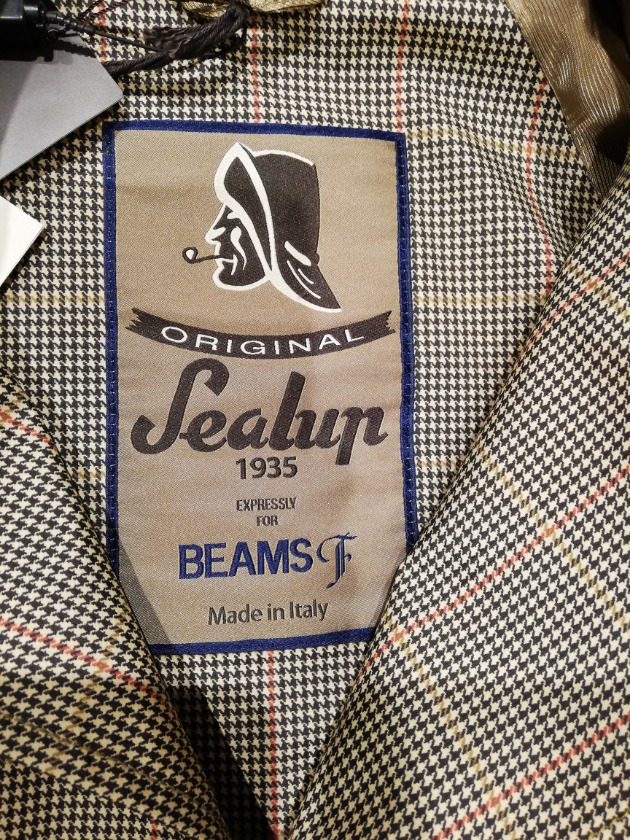 ORIGINAL
Sealup
1935
EXPRESSLY
FOR
BEAMS F
Made in Italy